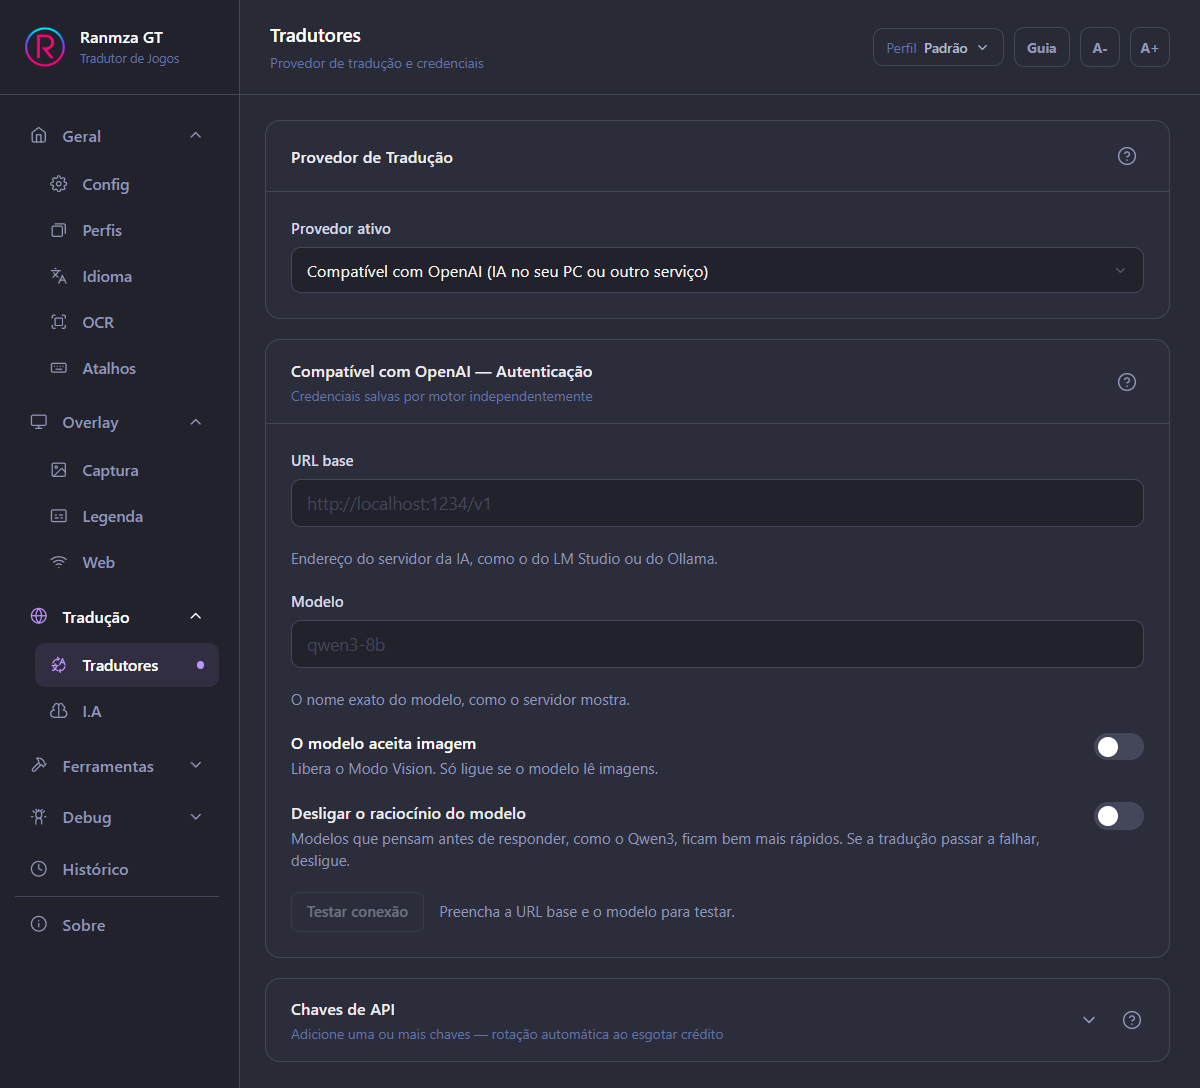 Ranmza GT
Tradutor de Jogos
Geral
Config
Perfis
Idioma
OCR
Atalhos
Overlay
Captura
Legenda
Web
Tradução
Tradutores
I.A
Ferramentas
Debug
Histórico
Sobre
Tradutores
Provedor de tradução e credenciais
Perfil Padrão
Guia
A-
A+
Provedor de Tradução
Provedor ativo
Compatível com OpenAI (IA no seu PC ou outro serviço)
Compatível com OpenAI — Autenticação
Credenciais salvas por motor independentemente
URL base
http://localhost:1234/v1
Endereço do servidor da IA, como o do LM Studio ou do Ollama.
Modelo
qwen3-8b
O nome exato do modelo, como o servidor mostra.
O modelo aceita imagem
Libera o Modo Vision. Só ligue se o modelo lê imagens.
Desligar o raciocínio do modelo
Modelos que pensam antes de responder, como o Qwen3, ficam bem mais rápidos. Se a tradução passar a falhar,
desligue.
Testar conexão
Preencha a URL base e o modelo para testar.
Chaves de API
Adicione uma ou mais chaves — rotação automática ao esgotar crédito